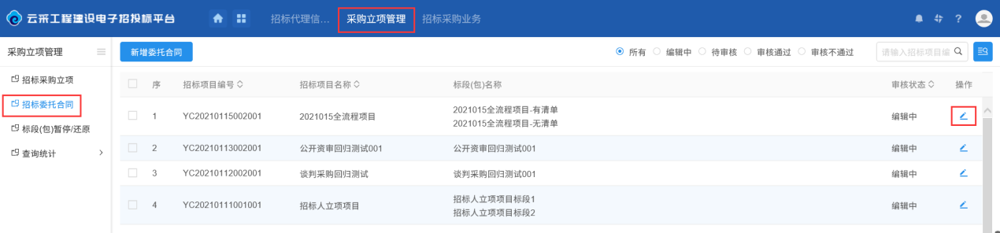 云采工程建设电子招投标平台 招标代理信... 采购立项管理 招标采购业务 ?
采购立项管理 新增委托合同 所有 编辑中 待审核 审核通过 审核不通过 请输入招标项目编
招标采购立项
招标委托合同
标段(包)暂停/还原
查询统计
序 招标项目编号 招标项目名称 标段(包)名称 审核状态 操作
1 YC20210115002001 2021015全流程项目 2021015全流程项目-有清单 编辑中
2021015全流程项目-无清单
2 YC20210113002001 公开资审回归测试001 公开资审回归测试001 编辑中
3 YC20210112002001 谈判采购回归测试 谈判采购回归测试001 编辑中
4 YC20210111001001 招标人立项项目 招标人立项项目标段1 编辑中
招标人立项项目标段2